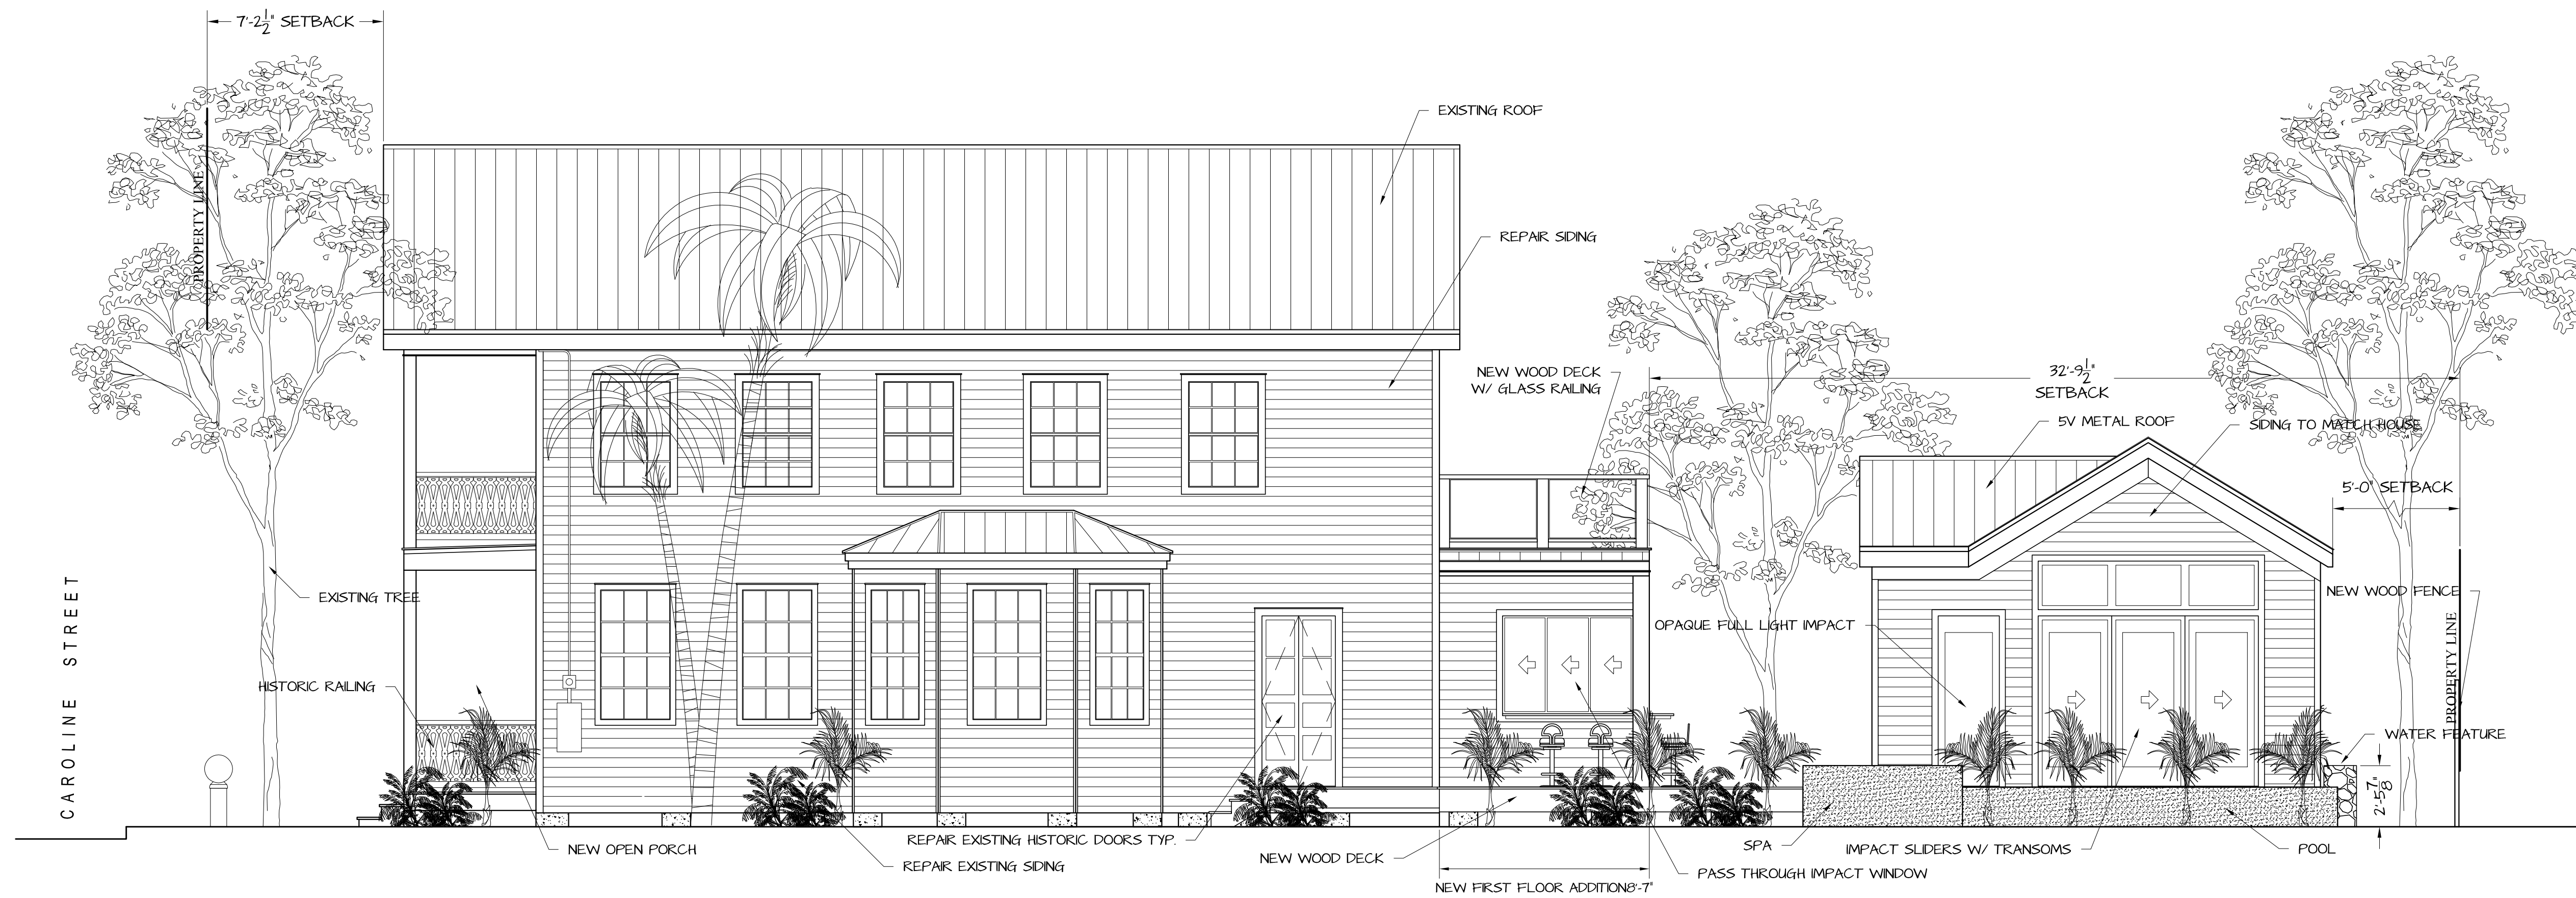 7'-2 1/2" SETBACK
PROPERTY LINE
EXISTING ROOF
REPAIR SIDING
NEW WOOD DECK
W/ GLASS RAILING
32'-9 1/2"
SETBACK
5V METAL ROOF
SIDING TO MATCH HOUSE
5'-0" SETBACK
EXISTING TREE
NEW WOOD FENCE
OPAQUE FULL LIGHT IMPACT
PROPERTY LINE
CAROLINE STREET
HISTORIC RAILING
WATER FEATURE
2'-5 7/8"
NEW OPEN PORCH
REPAIR EXISTING HISTORIC DOORS TYP.
REPAIR EXISTING SIDING
NEW WOOD DECK
SPA
IMPACT SLIDERS W/ TRANSOMS
POOL
PASS THROUGH IMPACT WINDOW
NEW FIRST FLOOR ADDITION 8'-7"